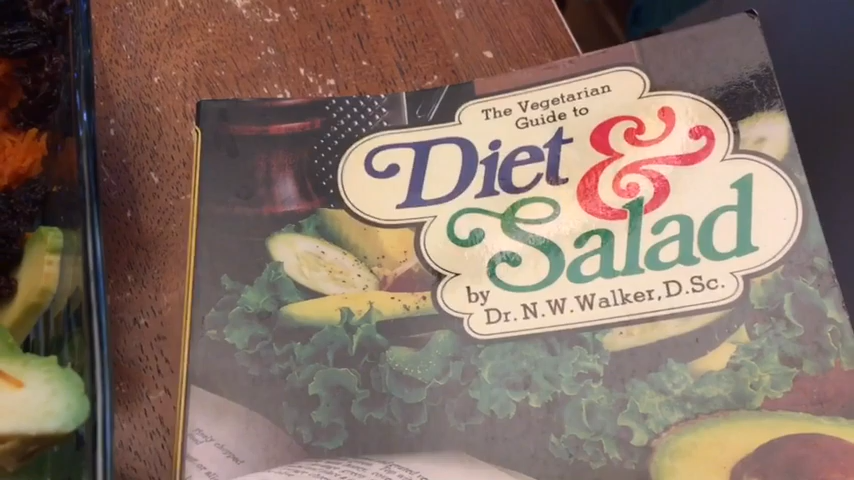 The Vegetarian
Guide to
Diet &
Salad
by
Dr. N. W. Walker, D.Sc.